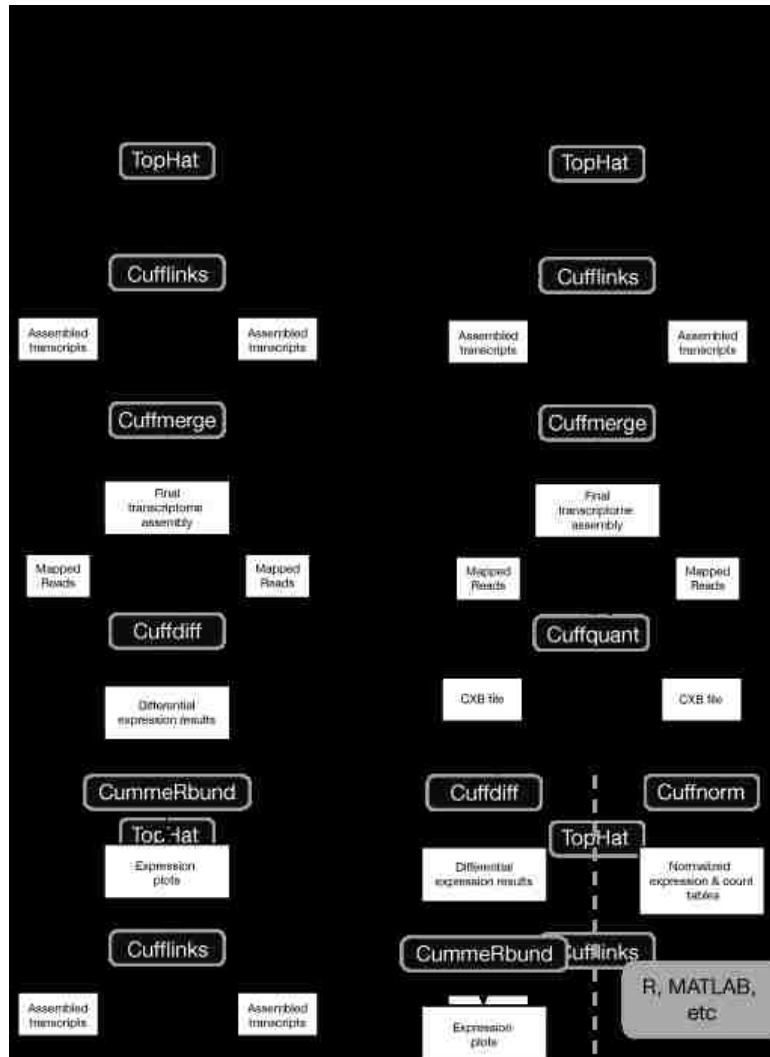 TopHat
TopHat
Cufflinks
Cufflinks
Assembled
transcripts
Assembled
transcripts
Assembled
transcripts
Assembled
transcripts
Cuffmerge
Cuffmerge
Final
transcriptome
assembly
Final
transcriptome
assembly
Mapped
Reads
Mapped
Reads
Mapped
Reads
Mapped
Reads
Cuffdiff
Cuffquant
Differential
expression results
CXB file
CXB file
CummeRbund
Cuffdiff
Cuffnorm
TopHat
TopHat
Expression
plots
Differential
expression results
Normalized
expression & count
tables
Cufflinks
CummeRbund
Cufflinks
R, MATLAB,
etc
Assembled
transcripts
Assembled
transcripts
Expression
plots